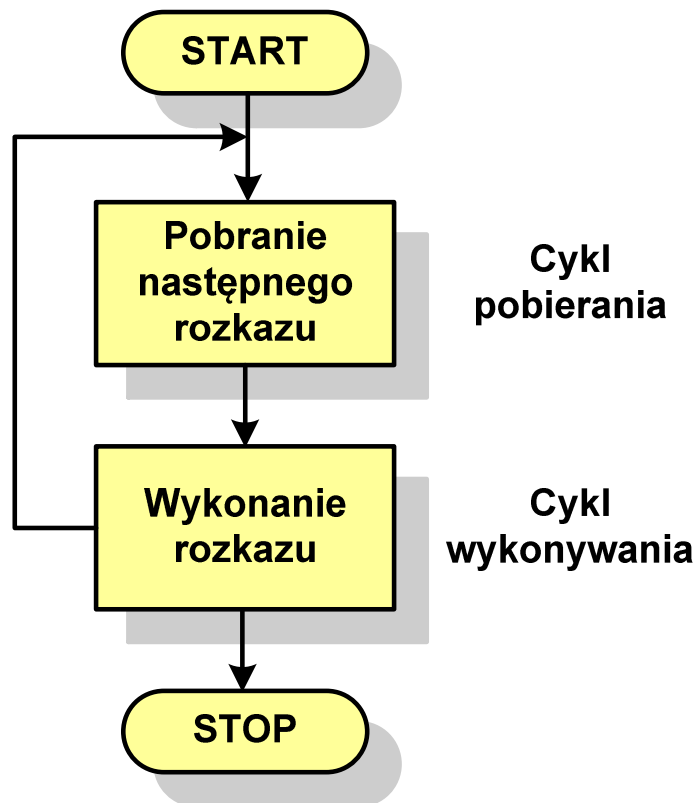 START
Pobranie
następnego
rozkazu
Cykl
pobierania
Wykonanie
rozkazu
Cykl
wykonywania
STOP